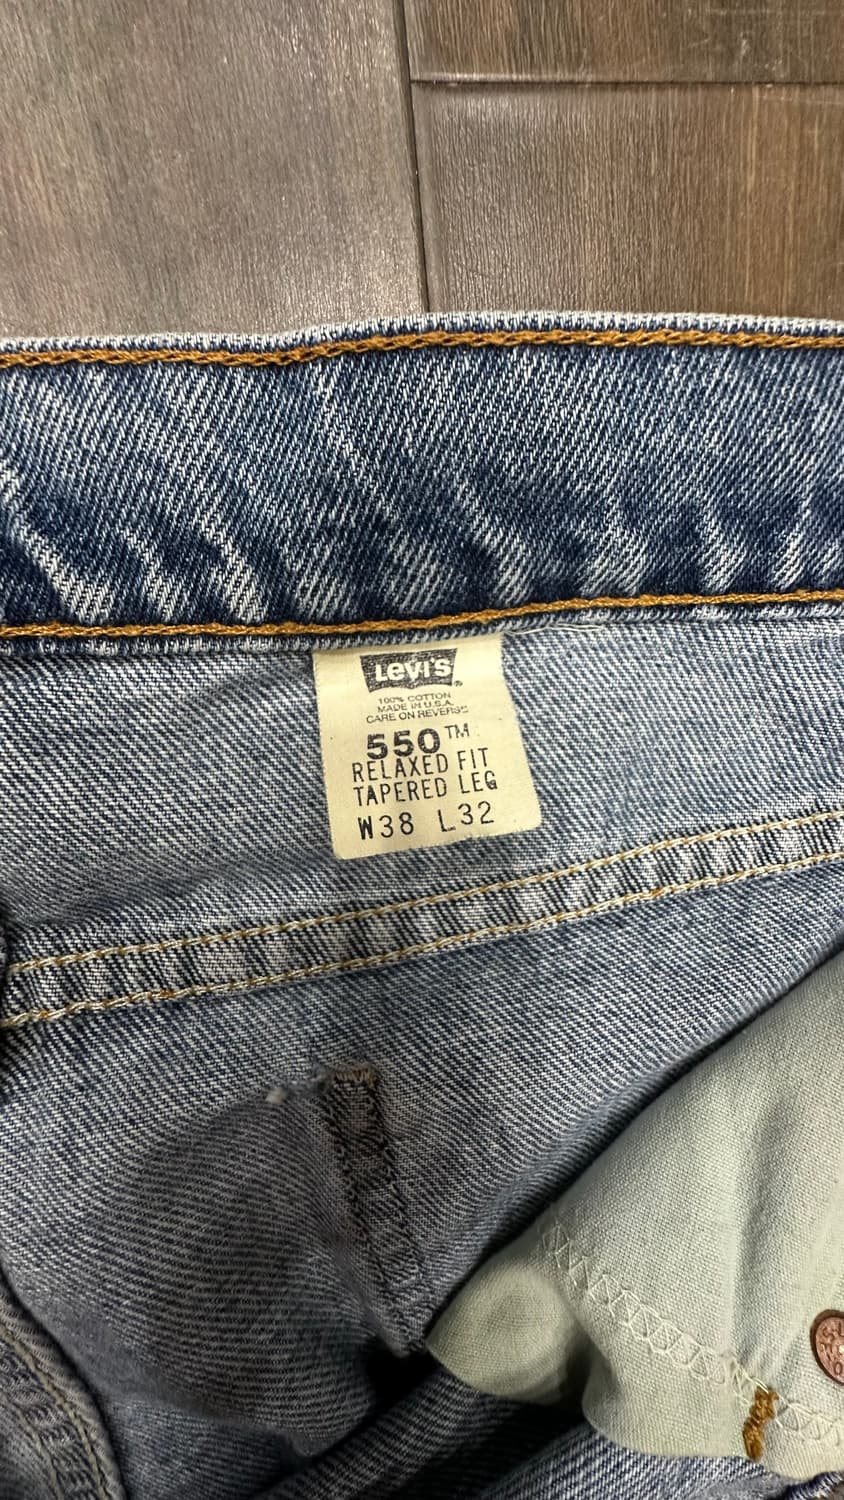 Levi's
100% COTTON
MADE IN U.S.A.
CARE ON REVERSE
550™
RELAXED FIT
TAPERED LEG
W38 L32